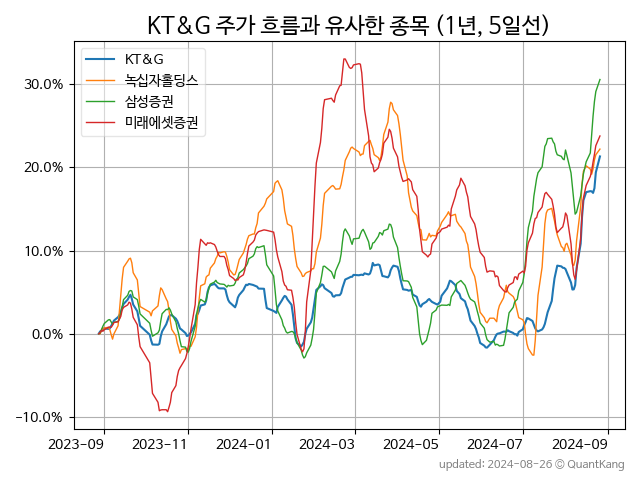 KT&G 주가 흐름과 유사한 종목 (1년, 5일선)
KT&G
녹십자홀딩스
삼성증권
미래에셋증권
30.0%
20.0%
10.0%
0.0%
−10.0%
2023-09 2023-11 2024-01 2024-03 2024-05 2024-07 2024-09
updated: 2024-08-26 © QuantKang